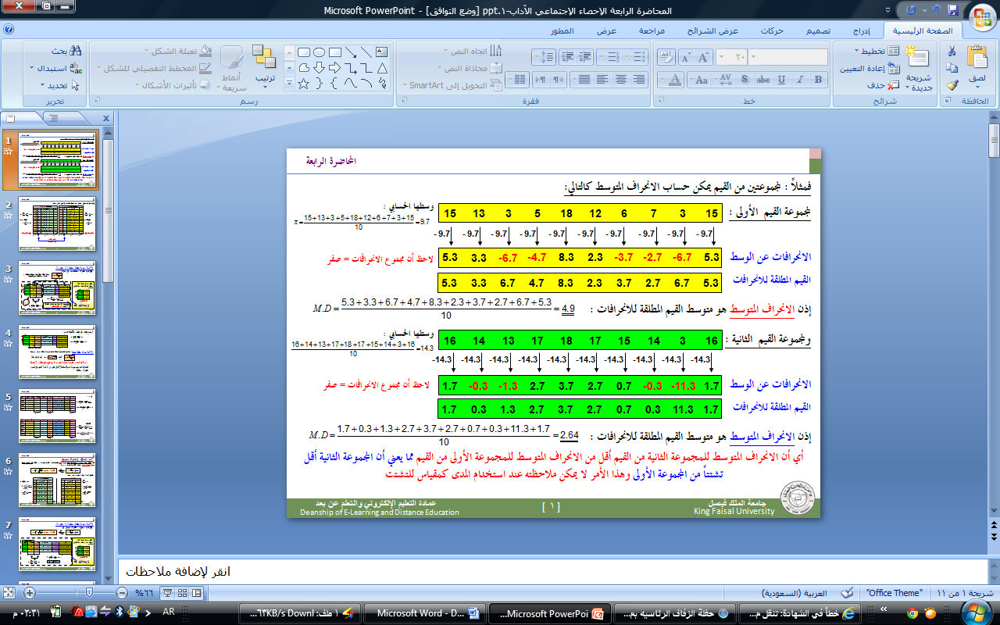 المحاضرة الرابعة الإحصاء الإجتماعي الآداب-١.ppt [وضع التوافق] - Microsoft PowerPoint
الصفحة الرئيسية إدراج تصميم حركات عرض الشرائح مراجعة عرض المطور
لصق
الحافظة
شريحة جديدة
تخطيط
إعادة التعيين
حذف
شرائح
٢٠
خط
اتجاه النص
محاذاة النص
التحويل إلى SmartArt
فقرة
ترتيب
أنماط سريعة
تعبئة الشكل
المخطط التفصيلي للشكل
تأثيرات الأشكال
رسم
بحث
استبدال
تحديد
تحرير
1
2
3
4
5
6
7
المحاضرة الرابعة
فمثلاً : لمجموعتين من القيم يمكن حساب الانحراف المتوسط كالتالي:
لمجموعة القيم الأولى :
15 13 3 5 18 12 6 7 3 15
وسطها الحسابي :
x = 15+13+3+5+18+12+6+7+3+15 / 10 = 9.7
- 9.7 - 9.7 - 9.7 - 9.7 - 9.7 - 9.7 - 9.7 - 9.7 - 9.7 - 9.7
الانحرافات عن الوسط
5.3 3.3 -6.7 -4.7 8.3 2.3 -3.7 -2.7 -6.7 5.3
لاحظ أن مجموع الانحرافات = صفر
القيم المطلقة للانحرافات
5.3 3.3 6.7 4.7 8.3 2.3 3.7 2.7 6.7 5.3
إذن الانحراف المتوسط هو متوسط القيم المطلقة للانحرافات :
M.D = 5.3+3.3+6.7+4.7+8.3+2.3+3.7+2.7+6.7+5.3 / 10 = 4.9
ولمجموعة القيم الثانية :
16 14 13 17 18 17 15 14 3 16
وسطها الحسابي :
16+14+13+17+18+17+15+14+3+16 / 10 = 14.3
-14.3 -14.3 -14.3 -14.3 -14.3 -14.3 -14.3 -14.3 -14.3 -14.3
الانحرافات عن الوسط
1.7 -0.3 -1.3 2.7 3.7 2.7 0.7 -0.3 -11.3 1.7
لاحظ أن مجموع الانحرافات = صفر
القيم المطلقة للانحرافات
1.7 0.3 1.3 2.7 3.7 2.7 0.7 0.3 11.3 1.7
إذن الانحراف المتوسط هو متوسط القيم المطلقة للانحرافات :
M.D = 1.7+0.3+1.3+2.7+3.7+2.7+0.7+0.3+11.3+1.7 / 10 = 2.64
أي أن الانحراف المتوسط للمجموعة الثانية من القيم أقل من الانحراف المتوسط للمجموعة الأولى من القيم مما يعني أن المجموعة الثانية أقل
تشتتاً من المجموعة الأولى وهذا الأمر لا يمكن ملاحظته عند استخدام المدى كمقياس للتشتت
جامعة الملك فيصل
King Faisal University
[ ١ ]
عمادة التعليم الإلكتروني والتعلم عن بعد
Deanship of E-Learning and Distance Education
انقر لإضافة ملاحظات
شريحة ١ من ١١
"Office Theme"
العربية (السعودية)
٦٦%
خطأ في الشهادة: تنقل م...
حفلة الزفاف الرئاسيه بم...
Microsoft PowerPoi...
Microsoft Word - D...
١ ملف: ٦٣KB/s Downl...
AR
٠٢:٣١ م